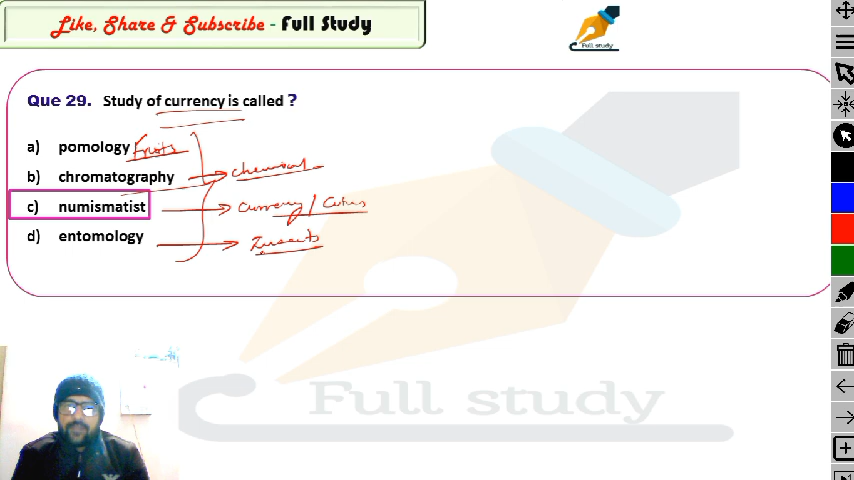 Like, Share & Subscribe - Full Study
Full study
Que 29. Study of currency is called ?
a) pomology Fruits
b) chromatography chemical
c) numismatist Currency / Coins
d) entomology Insects
Full study